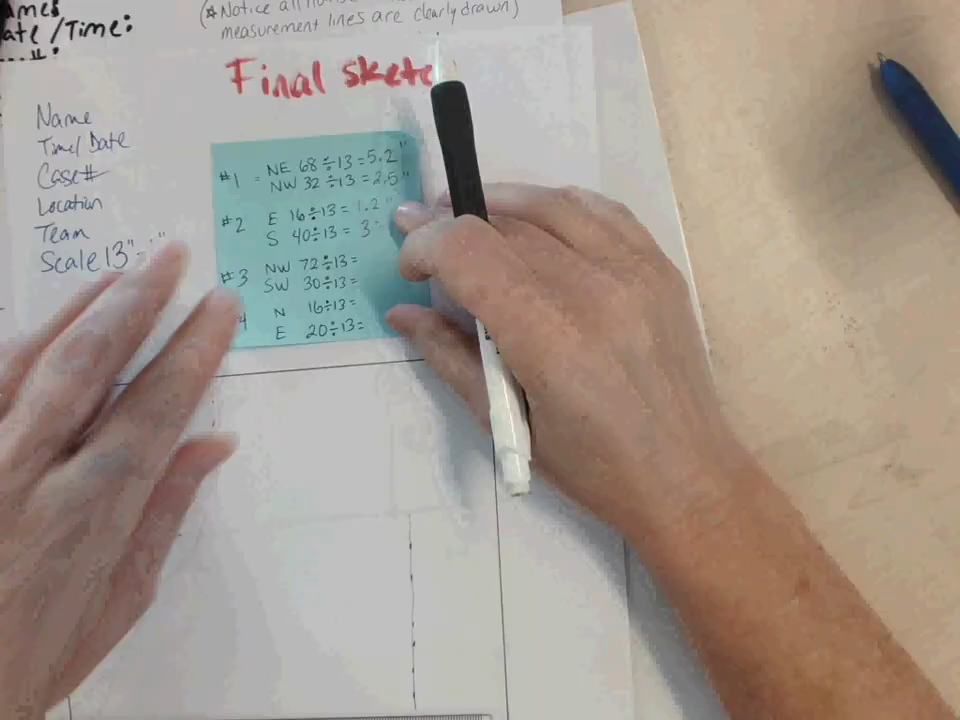 ate/Time:
(* Notice all
measurement lines are clearly drawn)
Final sketc
Name
Time/Date
Case#
Location
Team
Scale 13"=
#1 = NE 68÷13=5.2"
NW 32÷13=2.5"
#2 E 16÷13=1.2"
S 40÷13=3
#3 NW 72÷13=
SW 30÷13=
4 N 16÷13=
E 20÷13=